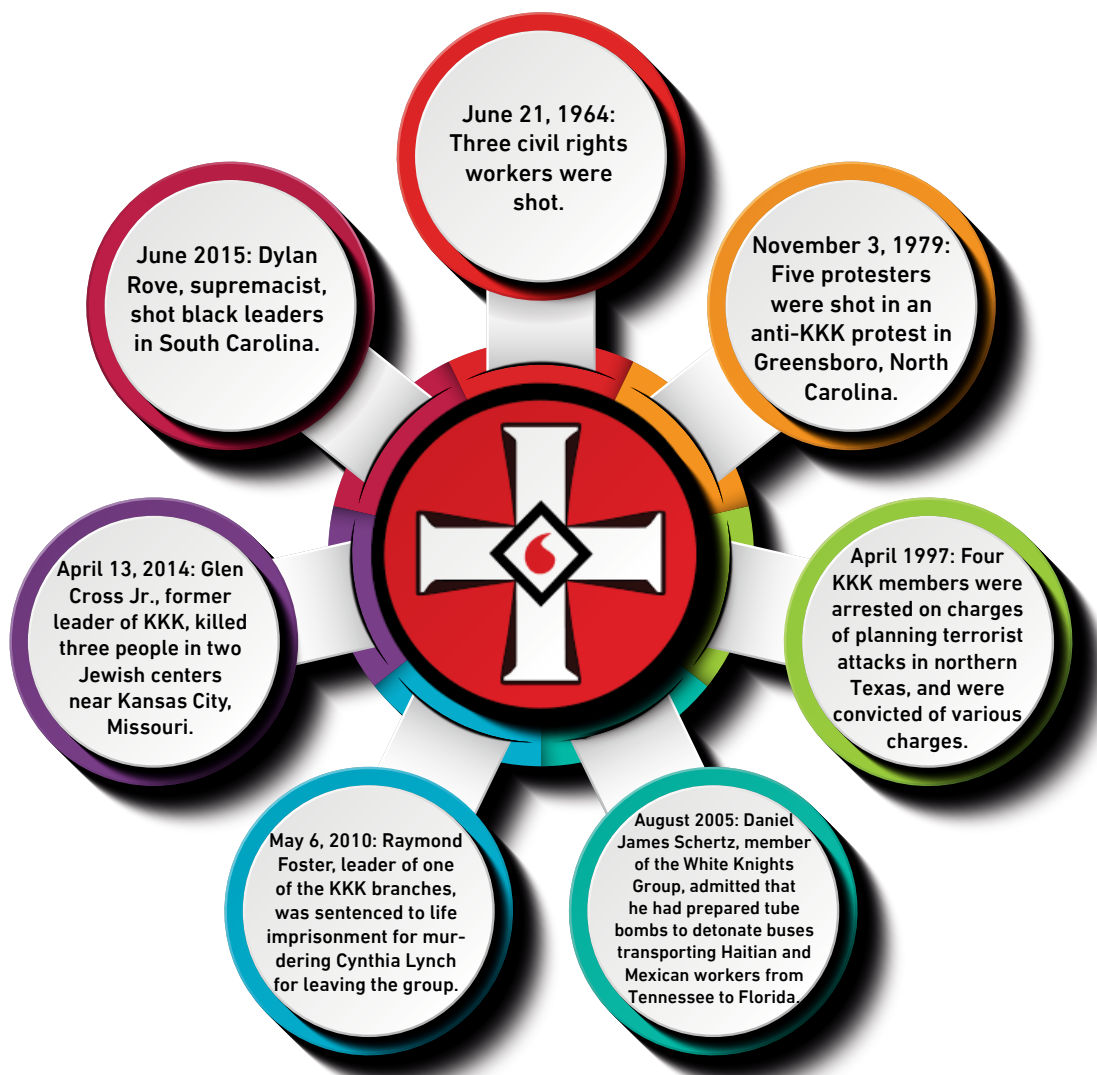 June 21, 1964:
Three civil rights
workers were
shot.
November 3, 1979:
Five protesters
were shot in an
anti-KKK protest in
Greensboro, North
Carolina.
April 1997: Four
KKK members were
arrested on charges
of planning terrorist
attacks in northern
Texas, and were
convicted of various
charges.
August 2005: Daniel
James Schertz, member
of the White Knights
Group, admitted that
he had prepared tube
bombs to detonate buses
transporting Haitian and
Mexican workers from
Tennessee to Florida.
May 6, 2010: Raymond
Foster, leader of one
of the KKK branches,
was sentenced to life
imprisonment for mur-
dering Cynthia Lynch
for leaving the group.
April 13, 2014: Glen
Cross Jr., former
leader of KKK, killed
three people in two
Jewish centers
near Kansas City,
Missouri.
June 2015: Dylan
Rove, supremacist,
shot black leaders
in South Carolina.